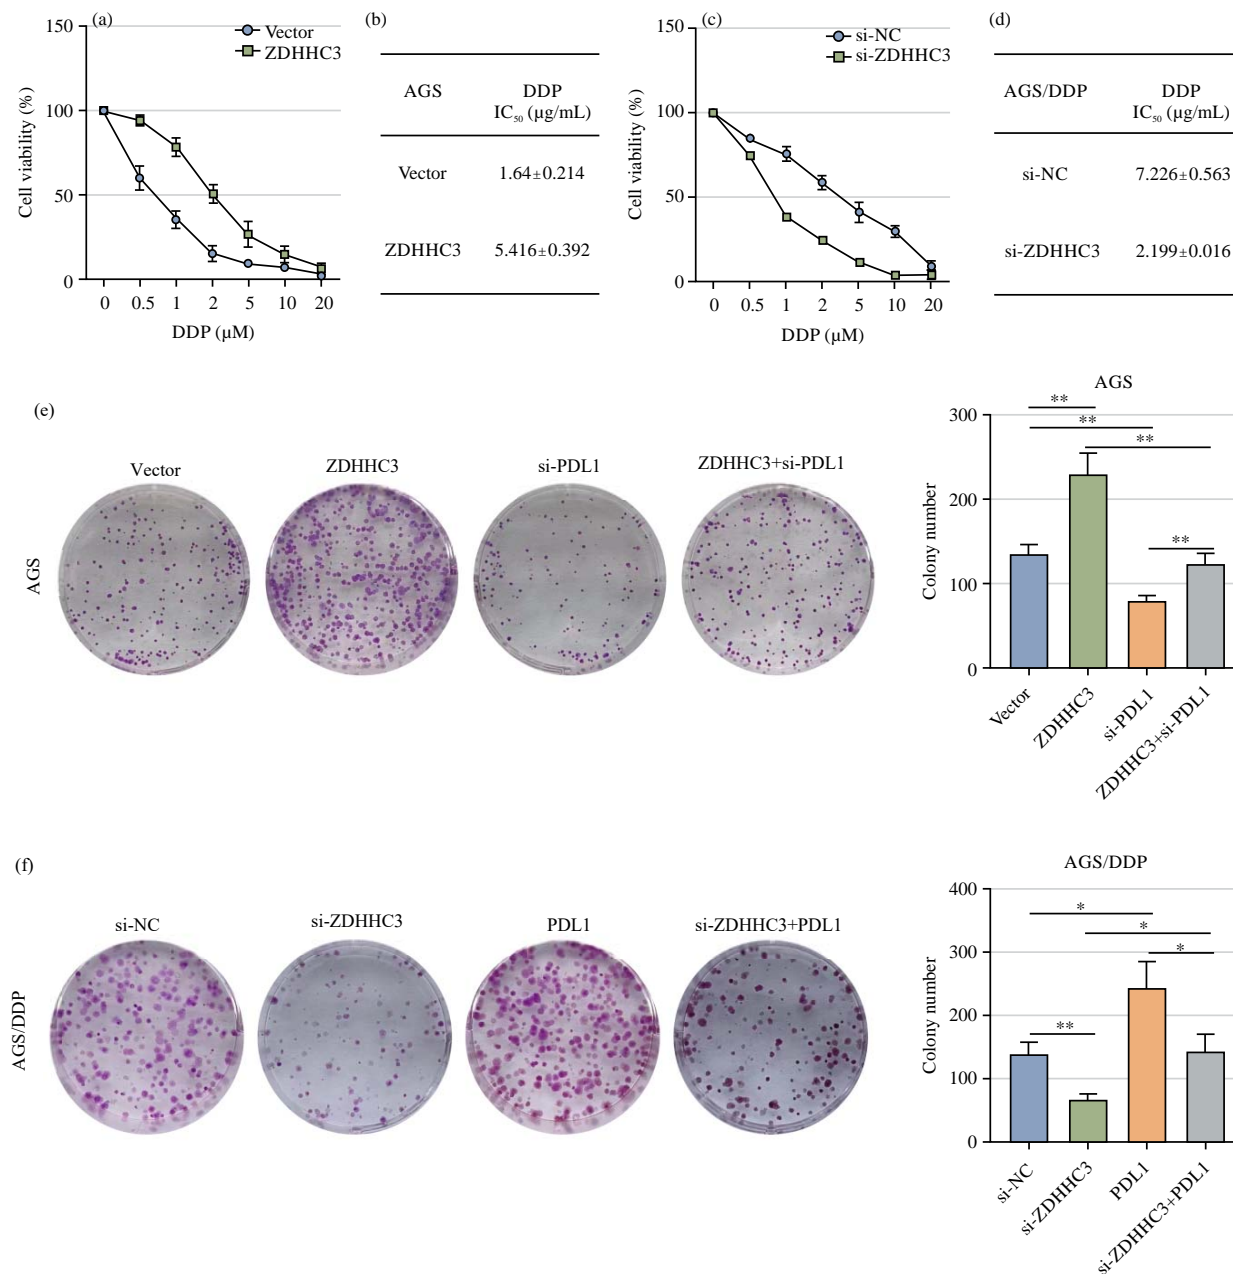 (a)
150
100
50
0
Cell viability (%)
Vector
ZDHHC3
0 0.5 1 2 5 10 20
DDP (µM)
(b)
AGS DDP
IC₅₀ (µg/mL)
Vector 1.64±0.214
ZDHHC3 5.416±0.392
(c)
150
100
50
0
Cell viability (%)
si-NC
si-ZDHHC3
0 0.5 1 2 5 10 20
DDP (µM)
(d)
AGS/DDP DDP
IC₅₀ (µg/mL)
si-NC 7.226±0.563
si-ZDHHC3 2.199±0.016
(e)
Vector ZDHHC3 si-PDL1 ZDHHC3+si-PDL1
AGS
AGS
300
200
100
0
Colony number
**
**
**
**
Vector
ZDHHC3
si-PDL1
ZDHHC3+si-PDL1
(f)
si-NC si-ZDHHC3 PDL1 si-ZDHHC3+PDL1
AGS/DDP
AGS/DDP
400
300
200
100
0
Colony number
*
*
*
**
si-NC
si-ZDHHC3
PDL1
si-ZDHHC3+PDL1